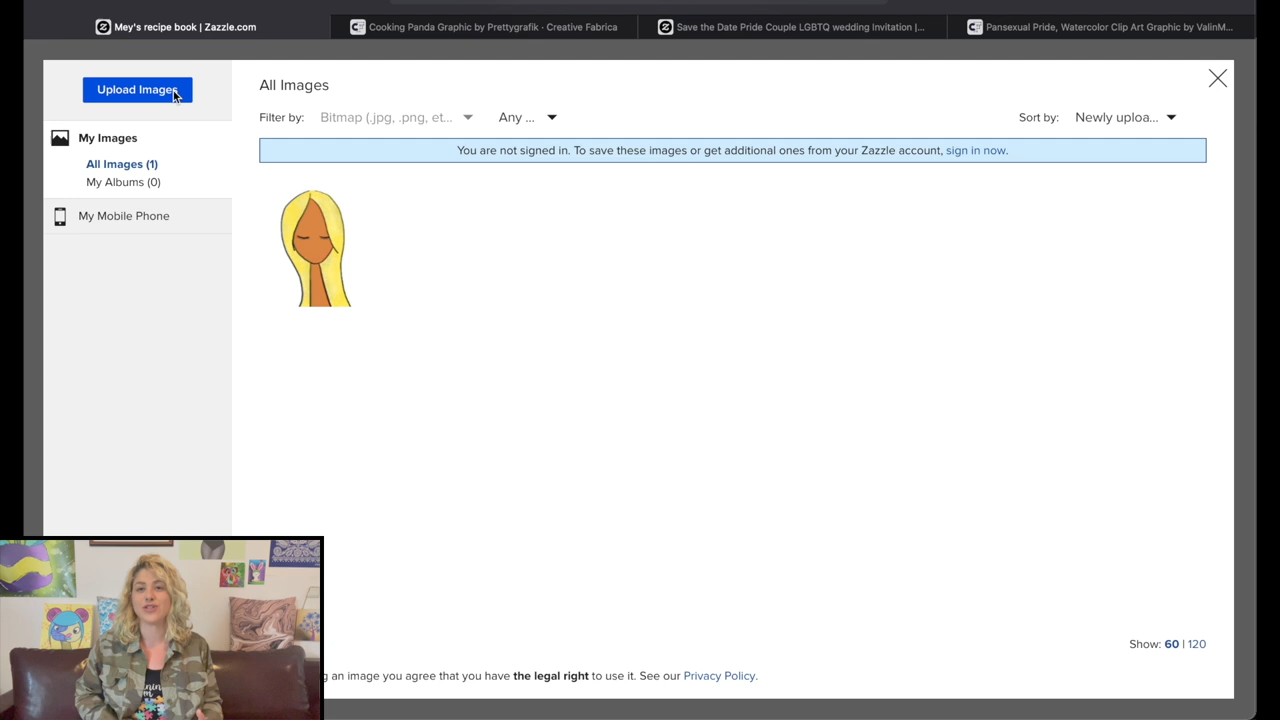 Mey's recipe book | Zazzle.com
Cooking Panda Graphic by Prettygrafik · Creative Fabrica
Save the Date Pride Couple LGBTQ wedding Invitation |...
Pansexual Pride, Watercolor Clip Art Graphic by ValinM...
Upload Images
All Images
Filter by: Bitmap (.jpg, .png, et... Any ...
Sort by: Newly uploa...
My Images
You are not signed in. To save these images or get additional ones from your Zazzle account, sign in now.
All Images (1)
My Albums (0)
My Mobile Phone
Show: 60 | 120
an image you agree that you have the legal right to use it. See our Privacy Policy.